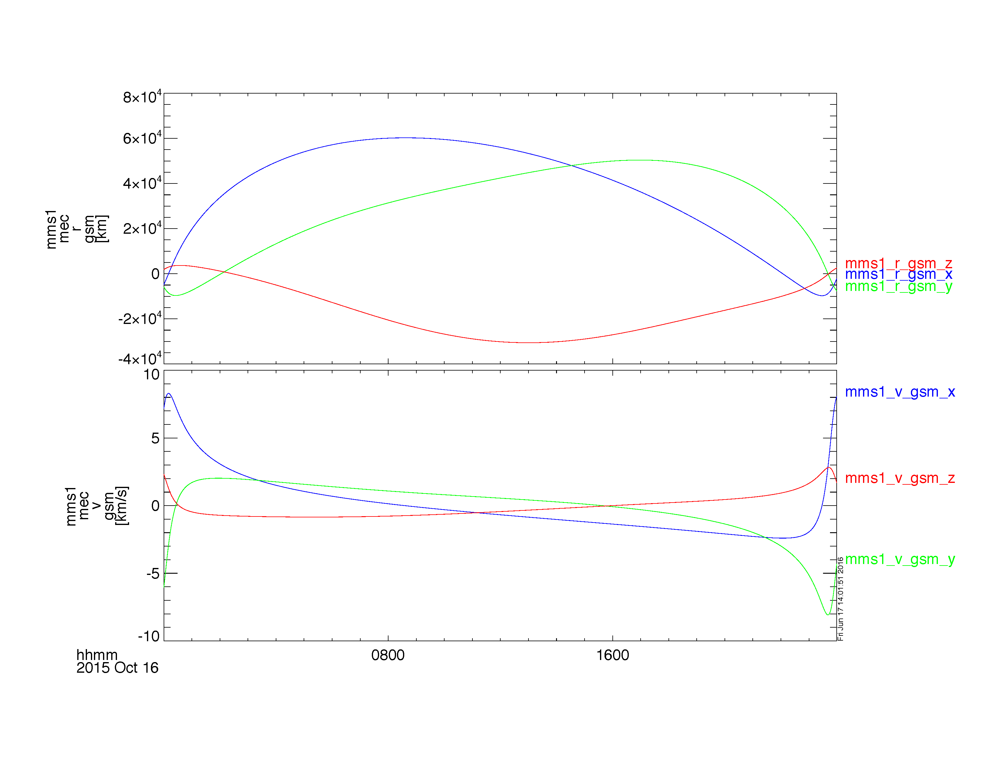 8×10⁴
6×10⁴
4×10⁴
2×10⁴
0
-2×10⁴
-4×10⁴
mms1
mec
r
gsm
[km]
mms1_r_gsm_z
mms1_r_gsm_x
mms1_r_gsm_y
10
5
0
-5
-10
mms1
mec
v
gsm
[km/s]
mms1_v_gsm_x
mms1_v_gsm_z
mms1_v_gsm_y
Fri Jun 17 14:01:51 2016
0800
1600
hhmm
2015 Oct 16